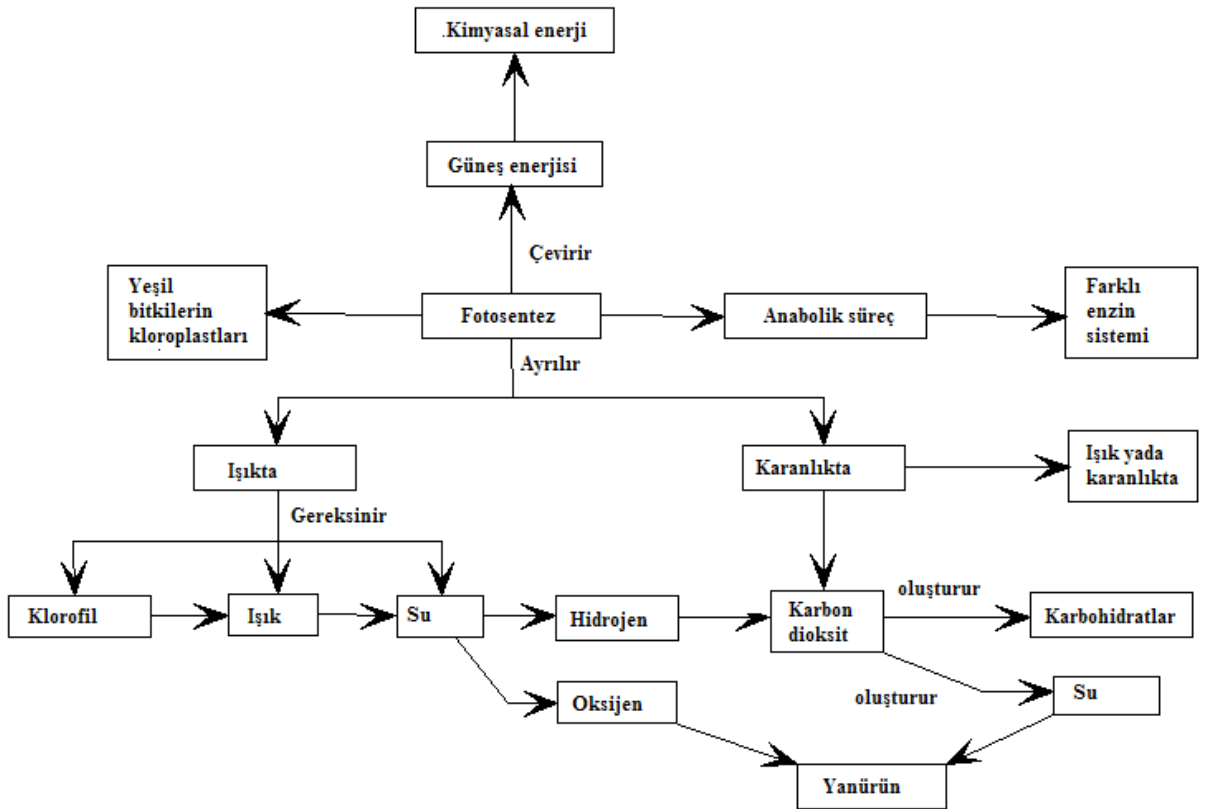 .Kimyasal enerji
Güneş enerjisi
Çevirir
Yeşil
bitkilerin
kloroplastları
Fotosentez
Anabolik süreç
Farklı
enzin
sistemi
Ayrılır
Işıkta
Karanlıkta
Işık yada
karanlıkta
Gereksinir
Klorofil
Işık
Su
Hidrojen
Karbon
dioksit
oluşturur
Karbohidratlar
Oksijen
oluşturur
Su
Yanürün